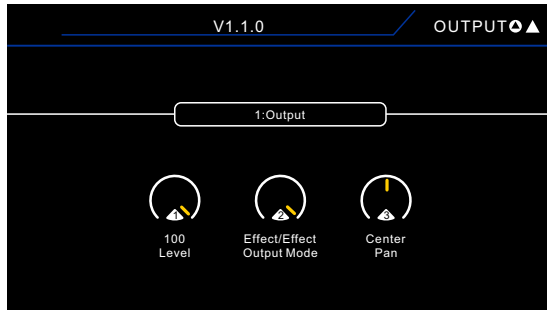 V1.1.0
OUTPUT
1:Output
1
2
3
100
Level
Effect/Effect
Output Mode
Center
Pan